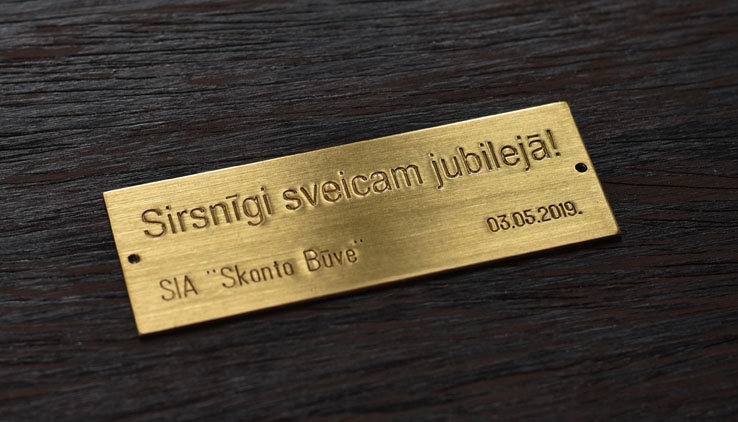 Sirsnīgi sveicam jubilejā!
03.05.2019.
SIA "Skonto Būve"